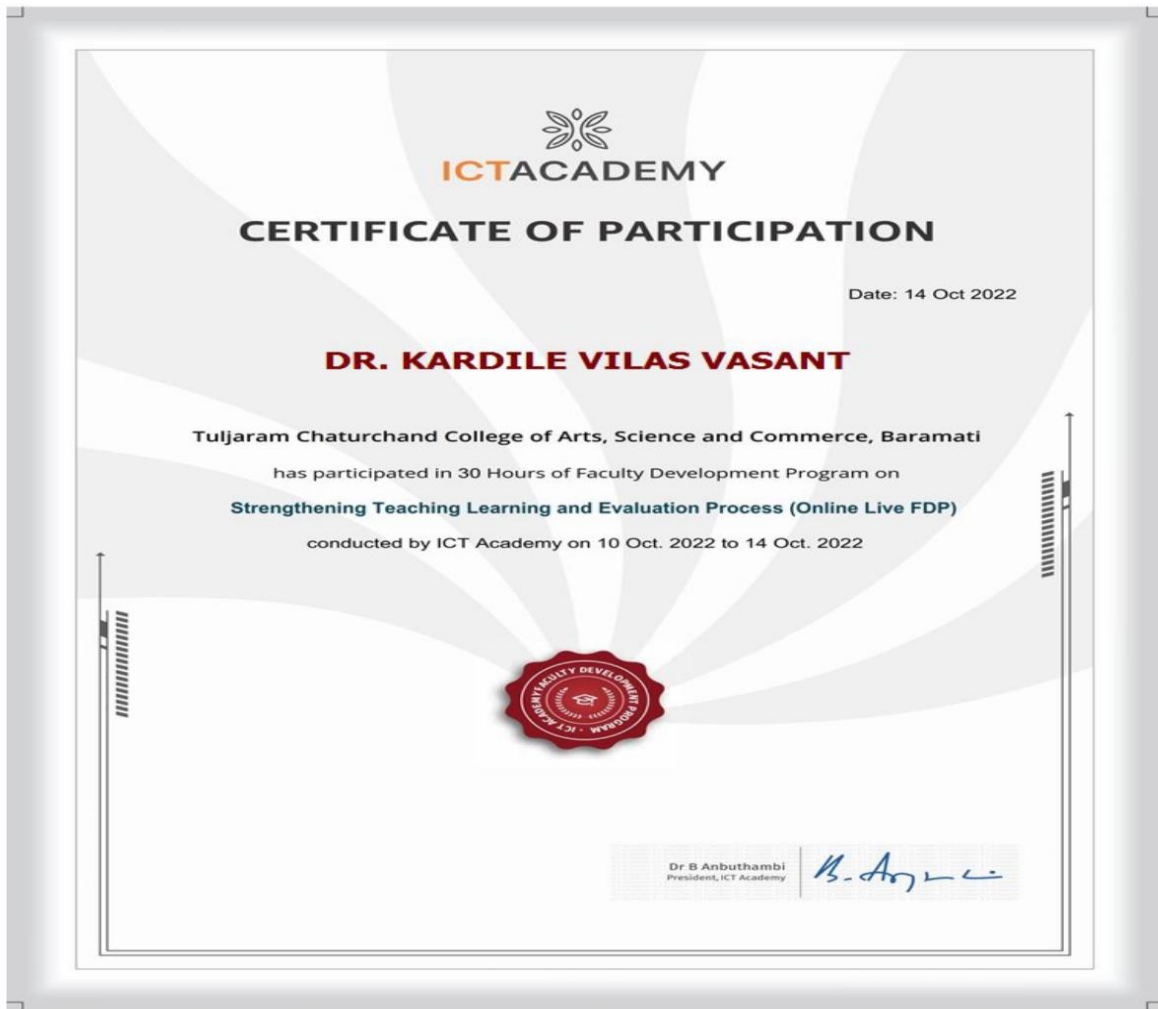 ICTACADEMY
CERTIFICATE OF PARTICIPATION
Date: 14 Oct 2022
DR. KARDILE VILAS VASANT
Tuljaram Chaturchand College of Arts, Science and Commerce, Baramati
has participated in 30 Hours of Faculty Development Program on
Strengthening Teaching Learning and Evaluation Process (Online Live FDP)
conducted by ICT Academy on 10 Oct. 2022 to 14 Oct. 2022
FACULTY DEVELOPMENT PROGRAM · ICT ACADEMY
Dr B Anbuthambi
President, ICT Academy